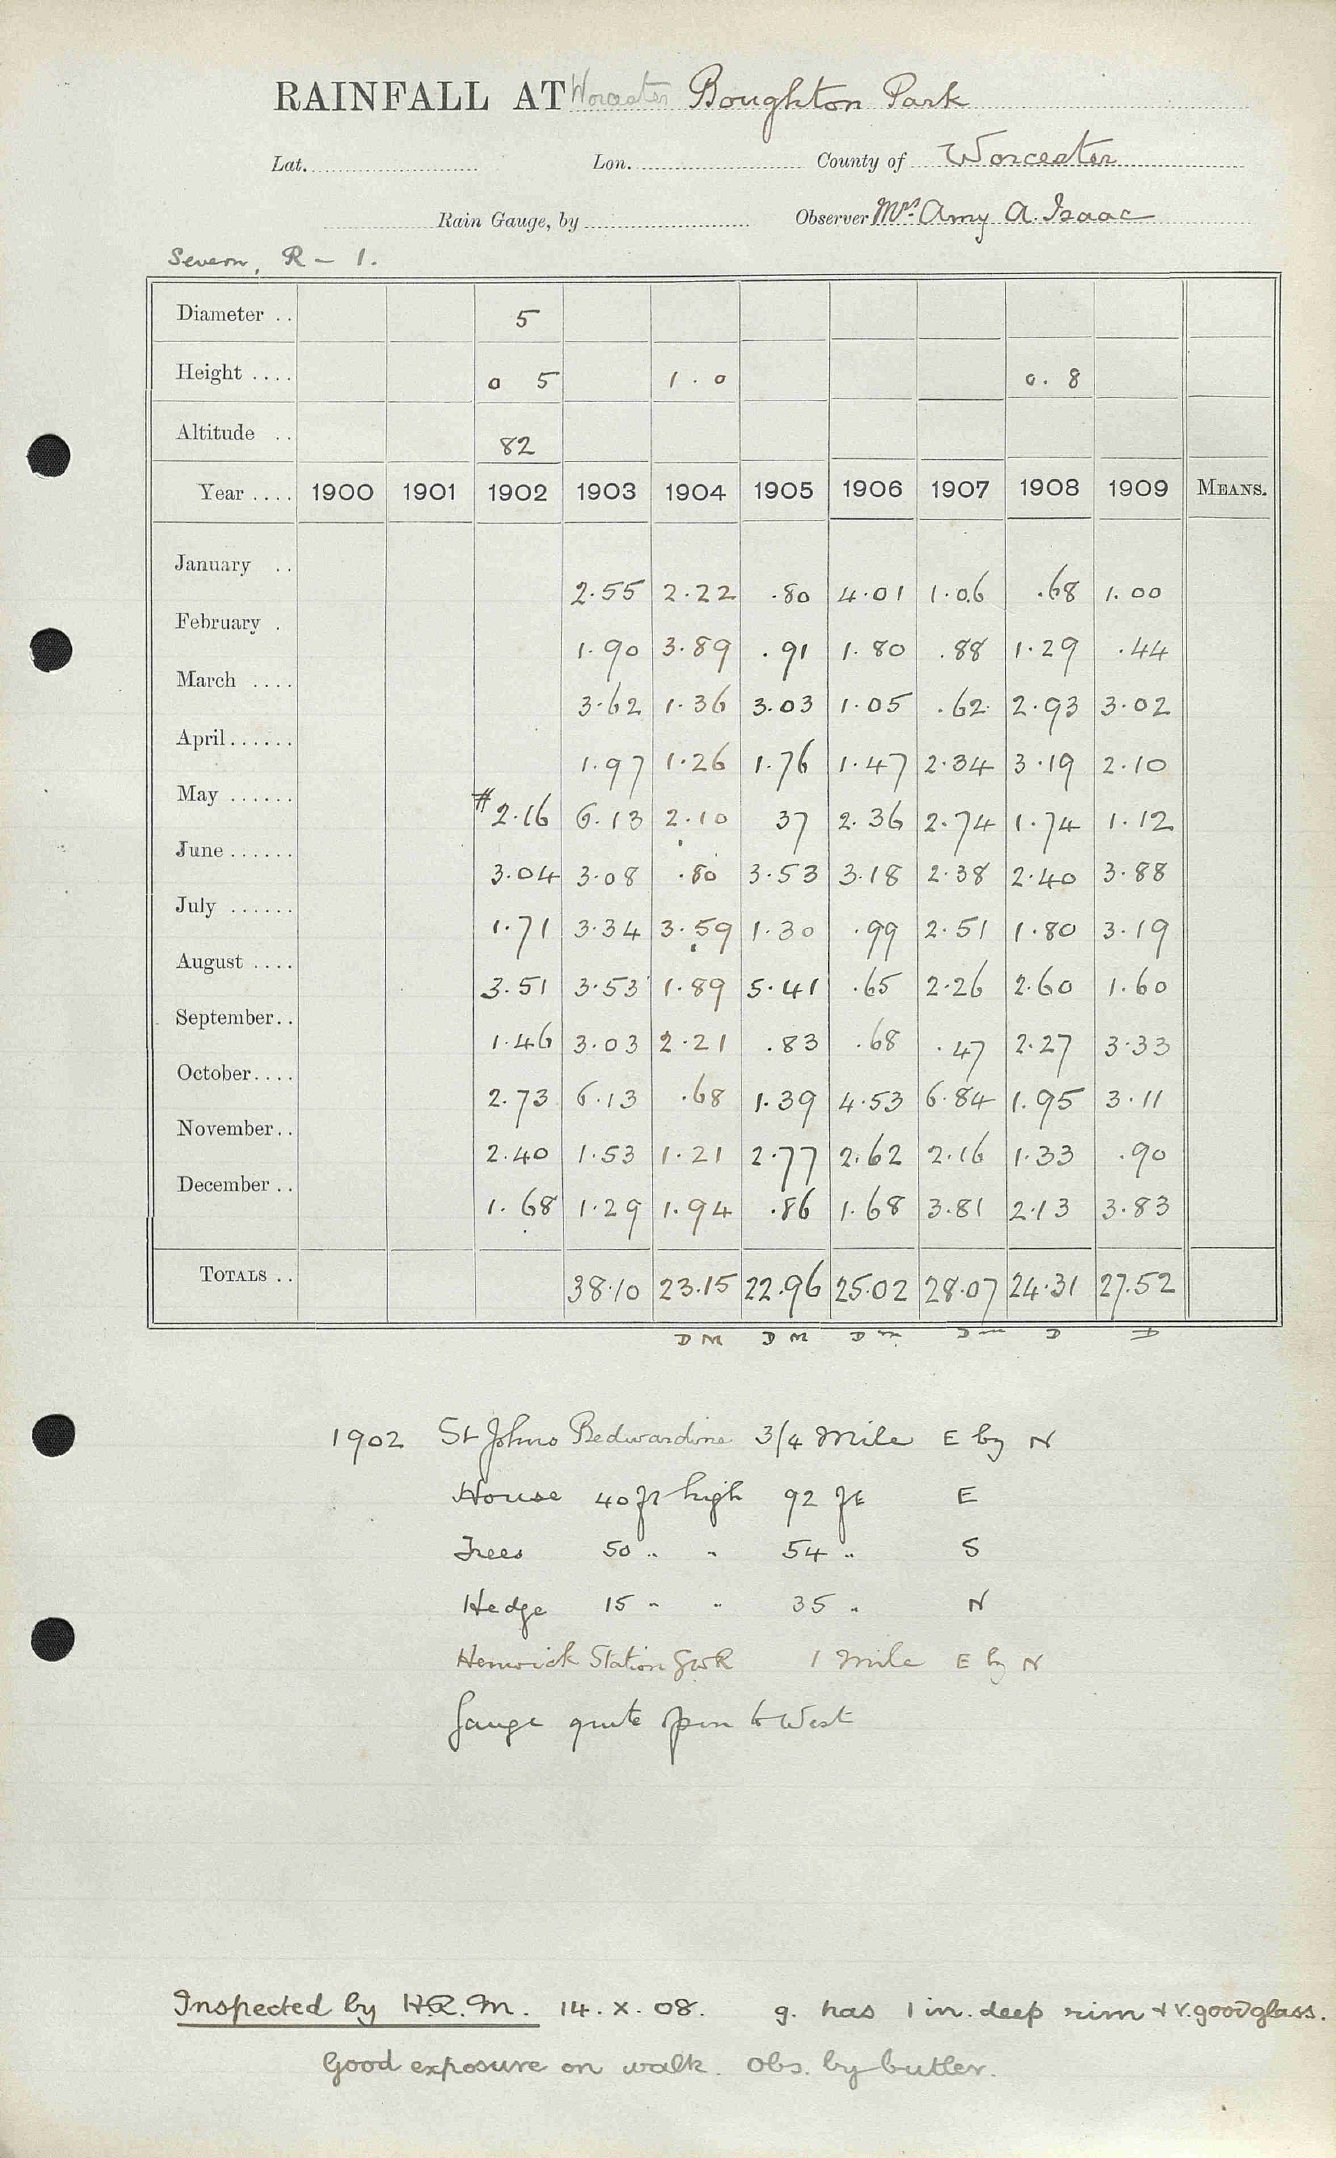 RAINFALL AT Worcester Boughton Park
Lat. Lon. County of Worcester
Rain Gauge, by Observer Mrs. Amy A. Isaac
Severn, R - 1.
Diameter .. 5
Height .... 0 5 1.0 0.8
Altitude .. 82
Year .... 1900 1901 1902 1903 1904 1905 1906 1907 1908 1909 MEANS.
January .. 2.55 2.22 .80 4.01 1.06 .68 1.00
February . 1.90 3.89 .91 1.80 .88 1.29 .44
March .... 3.62 1.36 3.03 1.05 .62 2.93 3.02
April...... 1.97 1.26 1.76 1.47 2.34 3.19 2.10
May ...... #2.16 6.13 2.10 37 2.36 2.74 1.74 1.12
June ...... 3.04 3.08 .80 3.53 3.18 2.38 2.40 3.88
July ...... 1.71 3.34 3.59 1.30 .99 2.51 1.80 3.19
August .... 3.51 3.53 1.89 5.41 .65 2.26 2.60 1.60
September.. 1.46 3.03 2.21 .83 .68 .47 2.27 3.33
October.... 2.73 6.13 .68 1.39 4.53 6.84 1.95 3.11
November.. 2.40 1.53 1.21 2.77 2.62 2.16 1.33 .90
December .. 1.68 1.29 1.94 .86 1.68 3.81 2.13 3.83
TOTALS .. 38.10 23.15 22.96 25.02 28.07 24.31 27.52
D M D M D m D m D D
1902 St Johns Bedwardine 3/4 Mile E by N
House 40 ft high 92 ft E
Trees 50 " " 54 " S
Hedge 15 " " 35 " N
Henwick Station GWR 1 Mile E by N
Gauge quite open to West
Inspected by H.R.M. 14.X.08. g. has 1 in. deep rim & v. good glass.
Good exposure on walk. Obs. by butler.